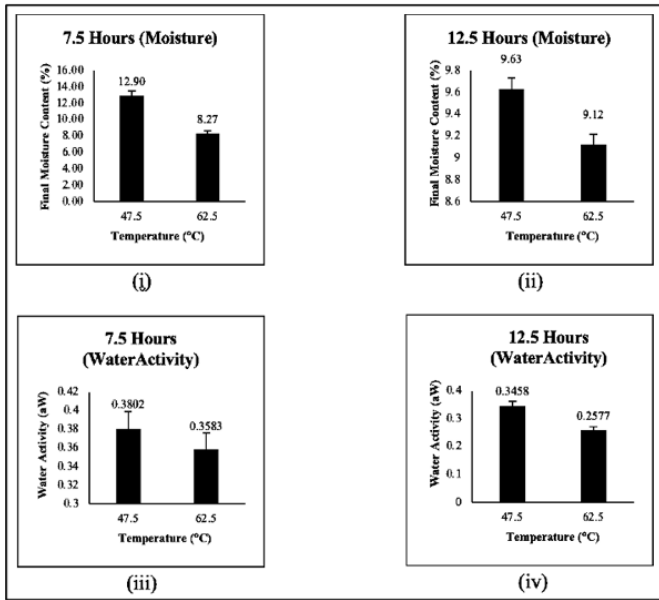 7.5 Hours (Moisture)
Final Moisture Content (%)
16.00
14.00
12.00
10.00
8.00
6.00
4.00
2.00
0.00
12.90
8.27
47.5 62.5
Temperature (°C)
(i)
12.5 Hours (Moisture)
Final Moisture Content (%)
9.8
9.6
9.4
9.2
9
8.8
8.6
9.63
9.12
47.5 62.5
Temperature (°C)
(ii)
7.5 Hours
(WaterActivity)
Water Activity (aW)
0.42
0.4
0.38
0.36
0.34
0.32
0.3
0.3802
0.3583
47.5 62.5
Temperature (°C)
(iii)
12.5 Hours
(WaterActivity)
Water Activity (aW)
0.4
0.3
0.2
0.1
0
0.3458
0.2577
47.5 62.5
Temperature (°C)
(iv)